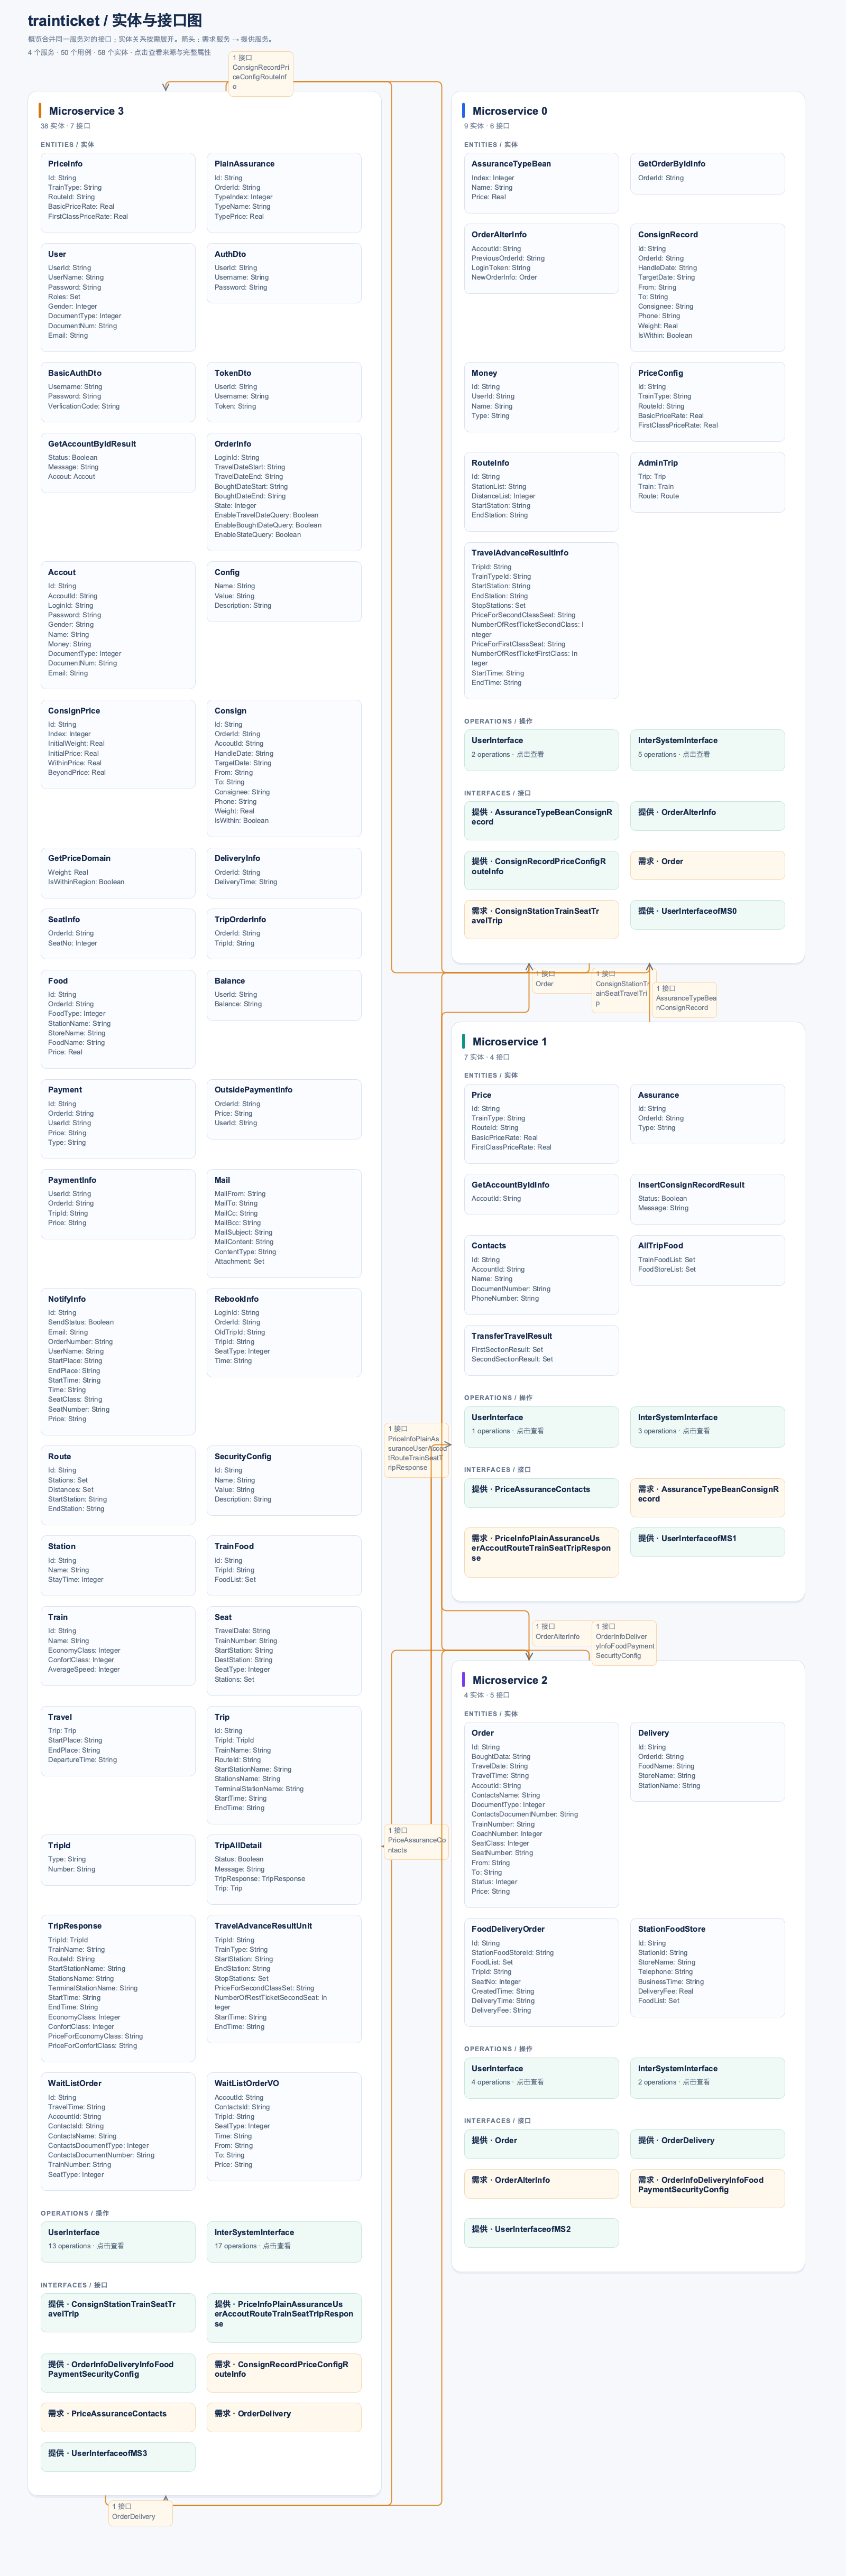 trainticket / 实体与接口图
概览合并同一服务对的接口；实体关系按需展开。箭头：需求服务 → 提供服务。
4 个服务 · 50 个用例 · 58 个实体 · 点击查看来源与完整属性
1 接口
ConsignRecordPri
ceConfigRouteInf
o
Microservice 3
38 实体 · 7 接口
ENTITIES / 实体
PriceInfo
Id: String
TrainType: String
RouteId: String
BasicPriceRate: Real
FirstClassPriceRate: Real
PlainAssurance
Id: String
OrderId: String
TypeIndex: Integer
TypeName: String
TypePrice: Real
User
UserId: String
UserName: String
Password: String
Roles: Set
Gender: Integer
DocumentType: Integer
DocumentNum: String
Email: String
AuthDto
UserId: String
Username: String
Password: String
BasicAuthDto
Username: String
Password: String
VerficationCode: String
TokenDto
UserId: String
Username: String
Token: String
GetAccountByIdResult
Status: Boolean
Message: String
Accout: Accout
OrderInfo
LoginId: String
TravelDateStart: String
TravelDateEnd: String
BoughtDateStart: String
BoughtDateEnd: String
State: Integer
EnableTravelDateQuery: Boolean
EnableBoughtDateQuery: Boolean
EnableStateQuery: Boolean
Accout
Id: String
AccoutId: String
LoginId: String
Password: String
Gender: String
Name: String
Money: String
DocumentType: Integer
DocumentNum: String
Email: String
Config
Name: String
Value: String
Description: String
ConsignPrice
Id: String
Index: Integer
InitialWeight: Real
InitialPrice: Real
WithinPrice: Real
BeyondPrice: Real
Consign
Id: String
OrderId: String
AccoutId: String
HandleDate: String
TargetDate: String
From: String
To: String
Consignee: String
Phone: String
Weight: Real
IsWithin: Boolean
GetPriceDomain
Weight: Real
IsWithinRegion: Boolean
DeliveryInfo
OrderId: String
DeliveryTime: String
SeatInfo
OrderId: String
SeatNo: Integer
TripOrderInfo
OrderId: String
TripId: String
Food
Id: String
OrderId: String
FoodType: Integer
StationName: String
StoreName: String
FoodName: String
Price: Real
Balance
UserId: String
Balance: String
Payment
Id: String
OrderId: String
UserId: String
Price: String
Type: String
OutsidePaymentInfo
OrderId: String
Price: String
UserId: String
PaymentInfo
UserId: String
OrderId: String
TripId: String
Price: String
Mail
MailFrom: String
MailTo: String
MailCc: String
MailBcc: String
MailSubject: String
MailContent: String
ContentType: String
Attachment: Set
NotifyInfo
Id: String
SendStatus: Boolean
Email: String
OrderNumber: String
UserName: String
StartPlace: String
EndPlace: String
StartTime: String
Time: String
SeatClass: String
SeatNumber: String
Price: String
RebookInfo
LoginId: String
OrderId: String
OldTripId: String
TripId: String
SeatType: Integer
Time: String
Route
Id: String
Stations: Set
Distances: Set
StartStation: String
EndStation: String
SecurityConfig
Id: String
Name: String
Value: String
Description: String
Station
Id: String
Name: String
StayTime: Integer
TrainFood
Id: String
TripId: String
FoodList: Set
Train
Id: String
Name: String
EconomyClass: Integer
ConfortClass: Integer
AverageSpeed: Integer
Seat
TravelDate: String
TrainNumber: String
StartStation: String
DestStation: String
SeatType: Integer
Stations: Set
Travel
Trip: Trip
StartPlace: String
EndPlace: String
DepartureTime: String
Trip
Id: String
TripId: TripId
TrainName: String
RouteId: String
StartStationName: String
StationsName: String
TerminalStationName: String
StartTime: String
EndTime: String
TripId
Type: String
Number: String
TripAllDetail
Status: Boolean
Message: String
TripResponse: TripResponse
Trip: Trip
TripResponse
TripId: TripId
TrainName: String
RouteId: String
StartStationName: String
StationsName: String
TerminalStationName: String
StartTime: String
EndTime: String
EconomyClass: Integer
ConfortClass: Integer
PriceForEconomyClass: String
PriceForConfortClass: String
TravelAdvanceResultUnit
TripId: String
TrainType: String
StartStation: String
EndStation: String
StopStations: Set
PriceForSecondClassSet: String
NumberOfRestTicketSecondSeat: In
teger
StartTime: String
EndTime: String
WaitListOrder
Id: String
TravelTime: String
AccountId: String
ContactsId: String
ContactsName: String
ContactsDocumentType: Integer
ContactsDocumentNumber: String
TrainNumber: String
SeatType: Integer
WaitListOrderVO
AccoutId: String
ContactsId: String
TripId: String
SeatType: Integer
Time: String
From: String
To: String
Price: String
OPERATIONS / 操作
UserInterface
13 operations · 点击查看
InterSystemInterface
17 operations · 点击查看
INTERFACES / 接口
提供 · ConsignStationTrainSeatTr
avelTrip
提供 · PriceInfoPlainAssuranceUs
erAccoutRouteTrainSeatTripRespon
se
提供 · OrderInfoDeliveryInfoFood
PaymentSecurityConfig
需求 · ConsignRecordPriceConfigR
outeInfo
需求 · PriceAssuranceContacts
需求 · OrderDelivery
提供 · UserInterfaceofMS3
1 接口
OrderDelivery
Microservice 0
9 实体 · 6 接口
ENTITIES / 实体
AssuranceTypeBean
Index: Integer
Name: String
Price: Real
GetOrderByIdInfo
OrderId: String
OrderAlterInfo
AccoutId: String
PreviousOrderId: String
LoginToken: String
NewOrderInfo: Order
ConsignRecord
Id: String
OrderId: String
HandleDate: String
TargetDate: String
From: String
To: String
Consignee: String
Phone: String
Weight: Real
IsWithin: Boolean
Money
Id: String
UserId: String
Name: String
Type: String
PriceConfig
Id: String
TrainType: String
RouteId: String
BasicPriceRate: Real
FirstClassPriceRate: Real
RouteInfo
Id: String
StationList: String
DistanceList: Integer
StartStation: String
EndStation: String
AdminTrip
Trip: Trip
Train: Train
Route: Route
TravelAdvanceResultInfo
TripId: String
TrainTypeId: String
StartStation: String
EndStation: String
StopStations: Set
PriceForSecondClassSeat: String
NumberOfRestTicketSecondClass: I
nteger
PriceForFirstClassSeat: String
NumberOfRestTicketFirstClass: In
teger
StartTime: String
EndTime: String
OPERATIONS / 操作
UserInterface
2 operations · 点击查看
InterSystemInterface
5 operations · 点击查看
INTERFACES / 接口
提供 · AssuranceTypeBeanConsignR
ecord
提供 · OrderAlterInfo
提供 · ConsignRecordPriceConfigR
outeInfo
需求 · Order
需求 · ConsignStationTrainSeatTr
avelTrip
提供 · UserInterfaceofMS0
1 接口
Order
1 接口
ConsignStationTr
ainSeatTravelTri
p
1 接口
AssuranceTypeBea
nConsignRecord
Microservice 1
7 实体 · 4 接口
ENTITIES / 实体
Price
Id: String
TrainType: String
RouteId: String
BasicPriceRate: Real
FirstClassPriceRate: Real
Assurance
Id: String
OrderId: String
Type: String
GetAccountByIdInfo
AccoutId: String
InsertConsignRecordResult
Status: Boolean
Message: String
Contacts
Id: String
AccountId: String
Name: String
DocumentNumber: String
PhoneNumber: String
AllTripFood
TrainFoodList: Set
FoodStoreList: Set
TransferTravelResult
FirstSectionResult: Set
SecondSectionResult: Set
OPERATIONS / 操作
UserInterface
1 operations · 点击查看
InterSystemInterface
3 operations · 点击查看
INTERFACES / 接口
提供 · PriceAssuranceContacts
需求 · AssuranceTypeBeanConsignR
ecord
需求 · PriceInfoPlainAssuranceUs
erAccoutRouteTrainSeatTripRespon
se
提供 · UserInterfaceofMS1
1 接口
PriceInfoPlainAs
suranceUserAccou
tRouteTrainSeatT
ripResponse
1 接口
OrderAlterInfo
1 接口
OrderInfoDeliver
yInfoFoodPayment
SecurityConfig
1 接口
PriceAssuranceCo
ntacts
Microservice 2
4 实体 · 5 接口
ENTITIES / 实体
Order
Id: String
BoughtData: String
TravelDate: String
TravelTime: String
AccoutId: String
ContactsName: String
DocumentType: Integer
ContactsDocumentNumber: String
TrainNumber: String
CoachNumber: Integer
SeatClass: Integer
SeatNumber: String
From: String
To: String
Status: Integer
Price: String
Delivery
Id: String
OrderId: String
FoodName: String
StoreName: String
StationName: String
FoodDeliveryOrder
Id: String
StationFoodStoreId: String
FoodList: Set
TripId: String
SeatNo: Integer
CreatedTime: String
DeliveryTime: String
DeliveryFee: String
StationFoodStore
Id: String
StationId: String
StoreName: String
Telephone: String
BusinessTime: String
DeliveryFee: Real
FoodList: Set
OPERATIONS / 操作
UserInterface
4 operations · 点击查看
InterSystemInterface
2 operations · 点击查看
INTERFACES / 接口
提供 · Order
提供 · OrderDelivery
需求 · OrderAlterInfo
需求 · OrderInfoDeliveryInfoFood
PaymentSecurityConfig
提供 · UserInterfaceofMS2